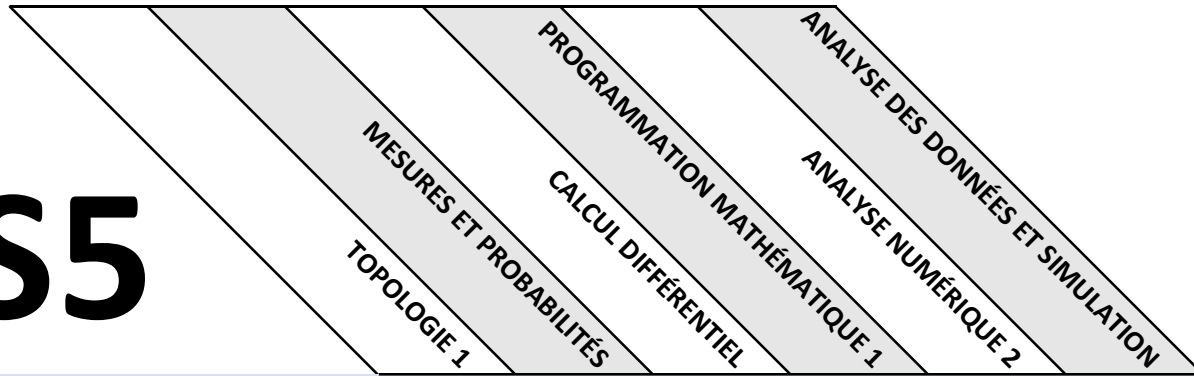 S5
TOPOLOGIE 1
MESURES ET PROBABILITÉS
CALCUL DIFFÉRENTIEL
PROGRAMMATION MATHÉMATIQUE 1
ANALYSE NUMÉRIQUE 2
ANALYSE DES DONNÉES ET SIMULATION